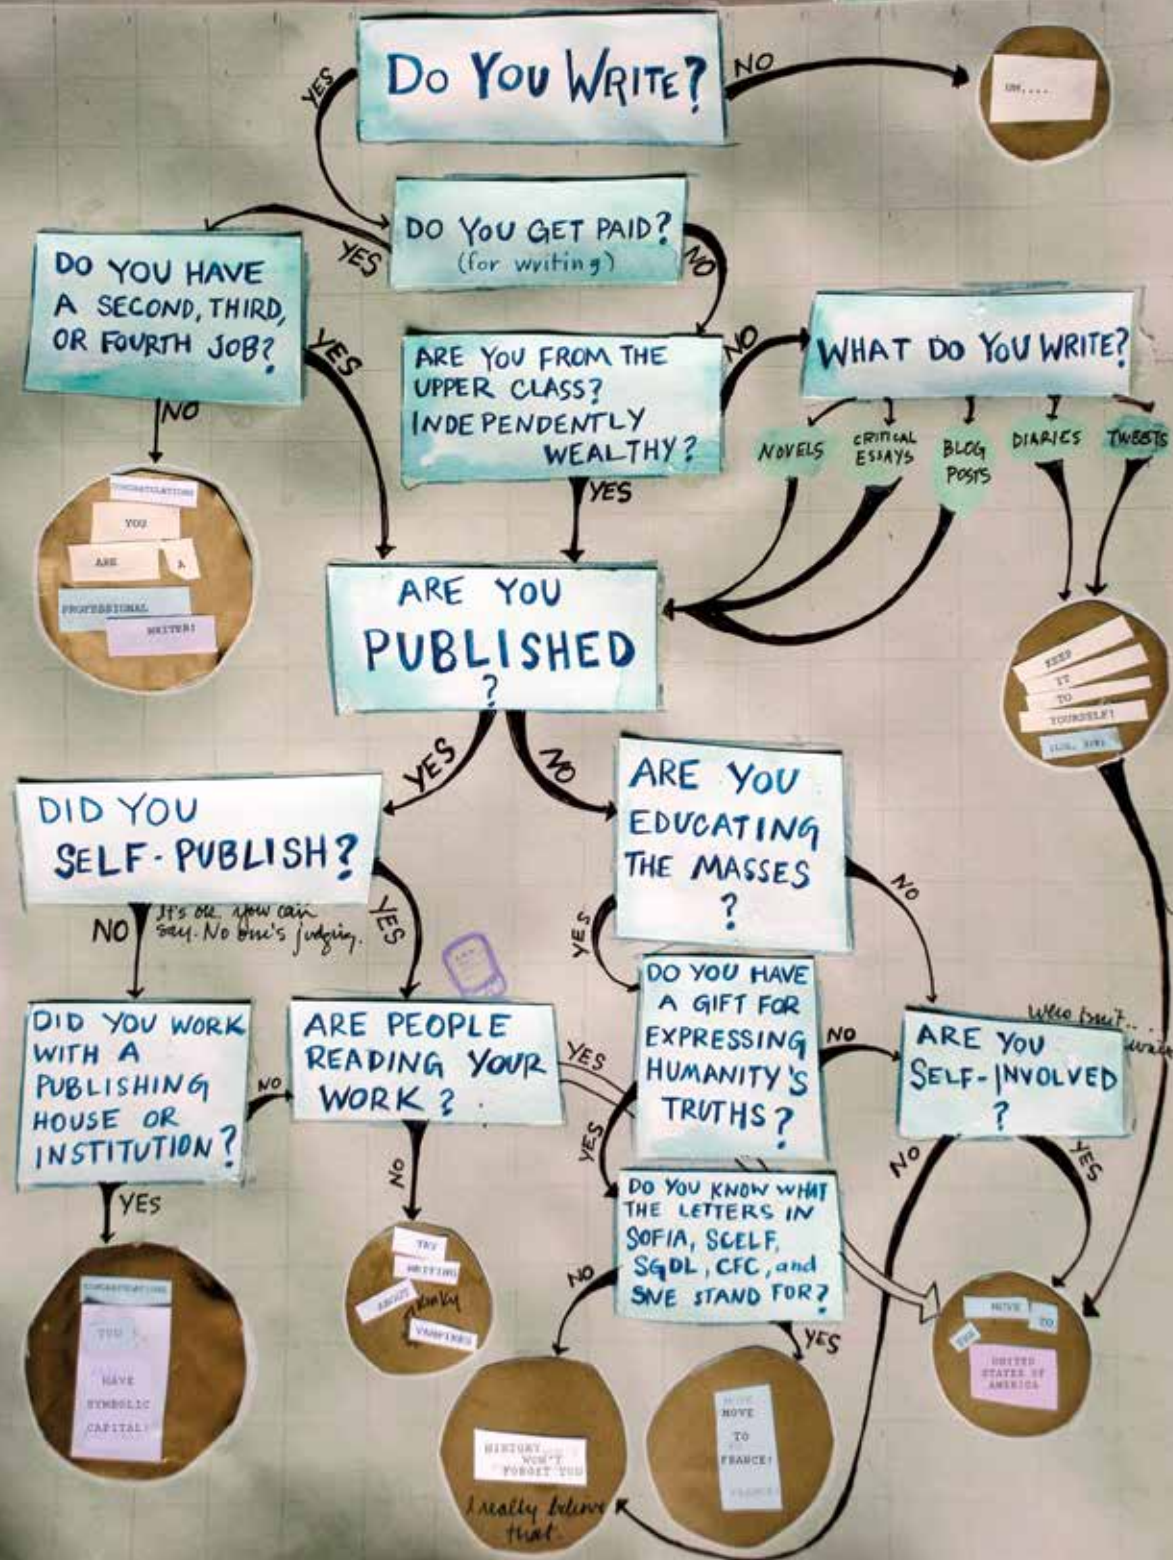 DO YOU WRITE?
YES
NO
UM,....
DO YOU GET PAID?
(for writing)
YES
NO
DO YOU HAVE
A SECOND, THIRD,
OR FOURTH JOB?
YES
NO
ARE YOU FROM THE
UPPER CLASS?
INDEPENDENTLY
WEALTHY?
NO
YES
WHAT DO YOU WRITE?
NOVELS
CRITICAL
ESSAYS
BLOG
POSTS
DIARIES
TWEETS
CONGRATULATIONS
YOU
ARE A
PROFESSIONAL
WRITER!
ARE YOU
PUBLISHED
?
YES
NO
KEEP
IT
TO
YOURSELF!
DID YOU
SELF-PUBLISH?
NO
It's ok. you can
say. No one's judging.
YES
ARE YOU
EDUCATING
THE MASSES
?
YES
NO
DID YOU WORK
WITH A
PUBLISHING
HOUSE OR
INSTITUTION?
NO
YES
ARE PEOPLE
READING YOUR
WORK?
YES
NO
DO YOU HAVE
A GIFT FOR
EXPRESSING
HUMANITY'S
TRUTHS?
NO
YES
who isn't..
ARE YOU
SELF-INVOLVED
?
NO
YES
DO YOU KNOW WHAT
THE LETTERS IN
SOFIA, SCELF,
SGDL, CFC, and
SNE STAND FOR?
NO
YES
CONGRATULATIONS
YOU
HAVE
SYMBOLIC
CAPITAL!
TRY
WRITING
ABOUT kinky
VAMPIRES
HISTORY
WON'T
FORGET YOU
I really believe
that.
MOVE
TO
FRANCE!
MOVE TO
THE
UNITED
STATES OF
AMERICA